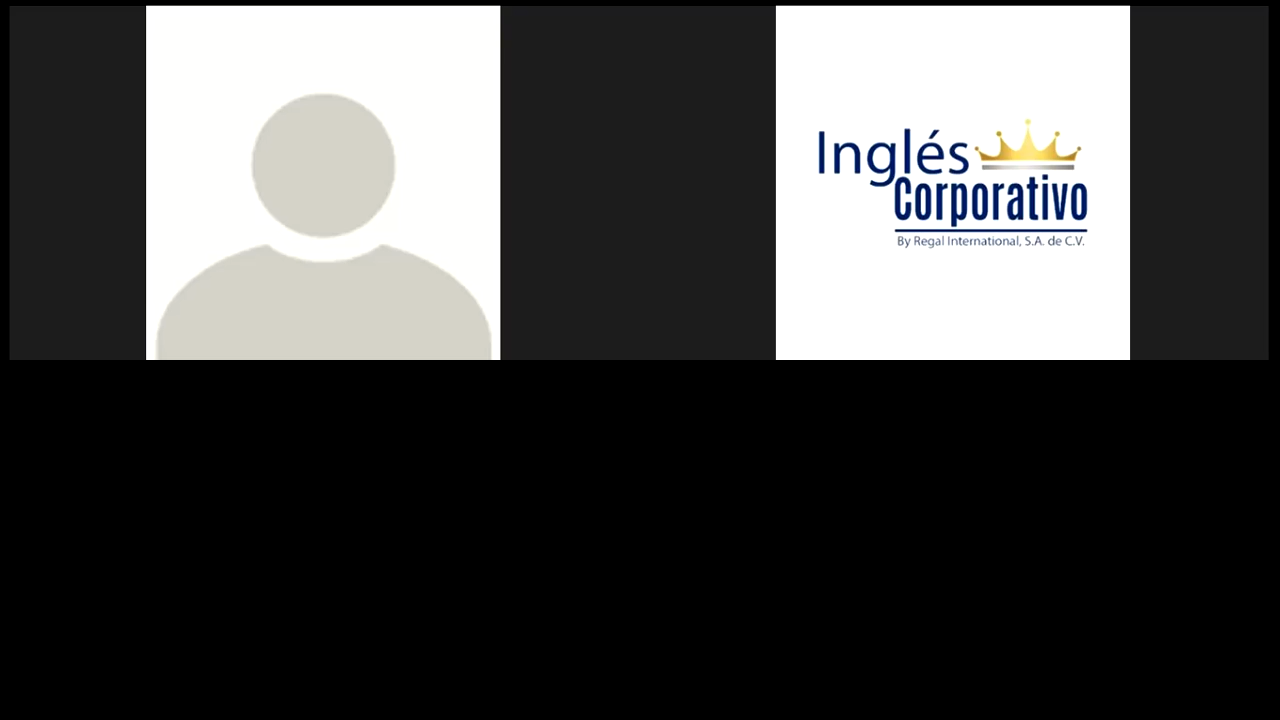 Inglés
Corporativo
By Regal International, S.A. de C.V.